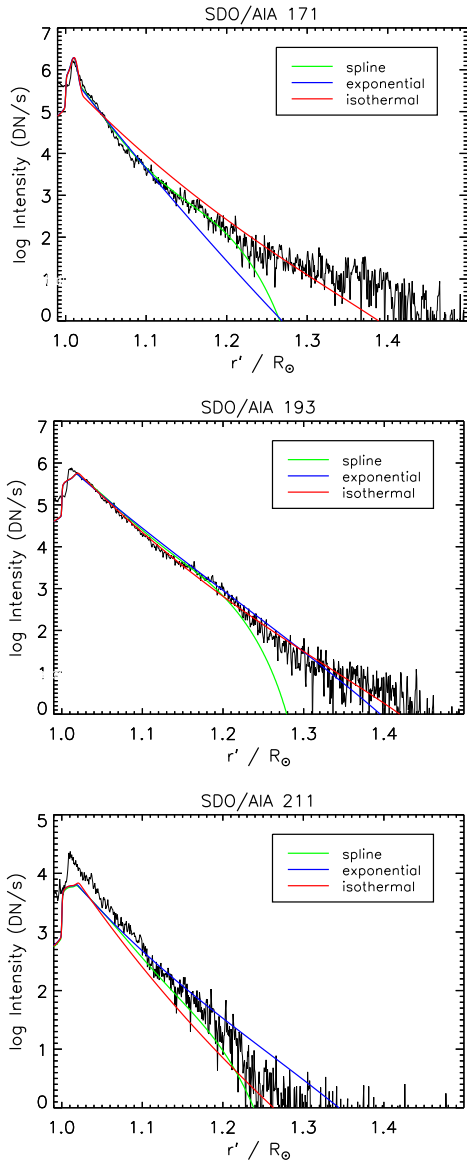 SDO/AIA 171
7
6
5
4
3
2
1
0
log Intensity (DN/s)
spline
exponential
isothermal
1.0 1.1 1.2 1.3 1.4
r' / R⊙
SDO/AIA 193
7
6
5
4
3
2
1
0
log Intensity (DN/s)
spline
exponential
isothermal
1.0 1.1 1.2 1.3 1.4
r' / R⊙
SDO/AIA 211
5
4
3
2
1
0
log Intensity (DN/s)
spline
exponential
isothermal
1.0 1.1 1.2 1.3 1.4
r' / R⊙